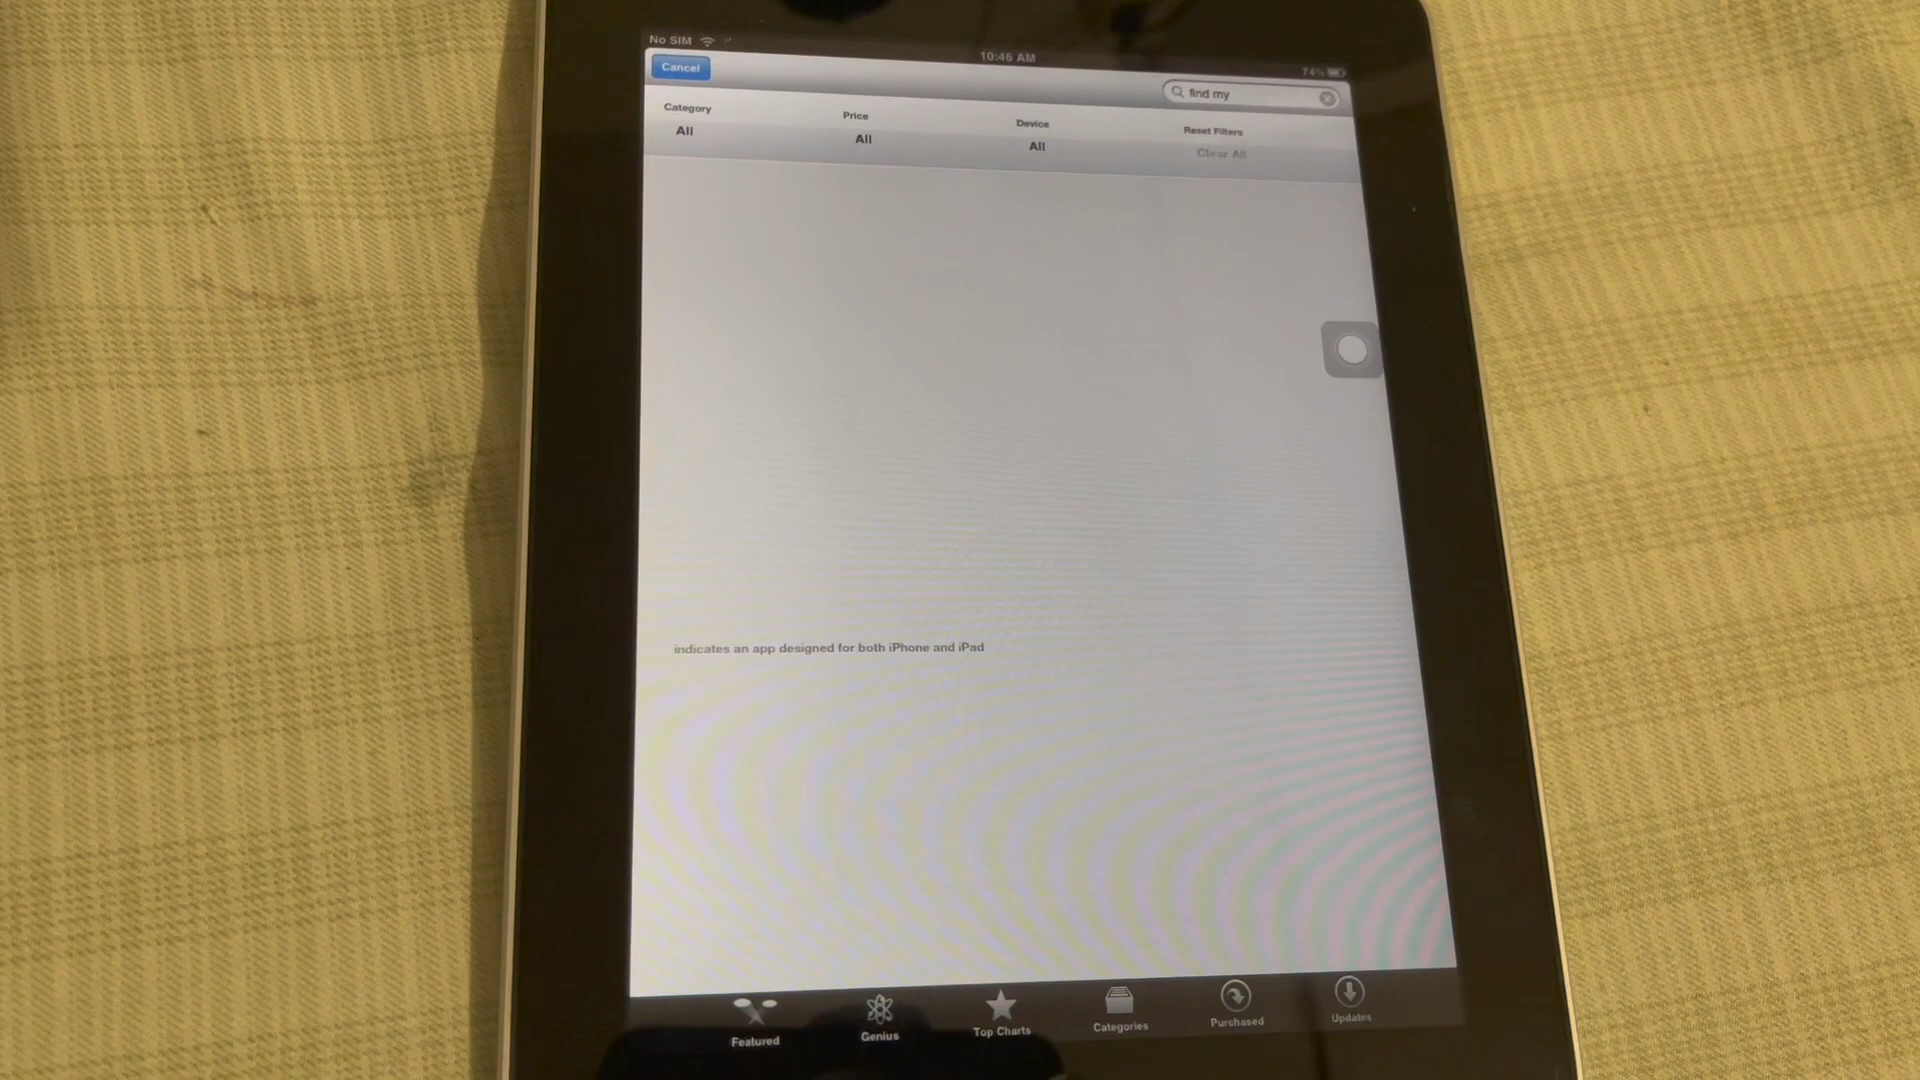 No SIM
10:46 AM
74%
Cancel
find my
Category
Price
Device
Reset Filters
All
All
All
Clear All
indicates an app designed for both iPhone and iPad
Featured
Genius
Top Charts
Categories
Purchased
Updates